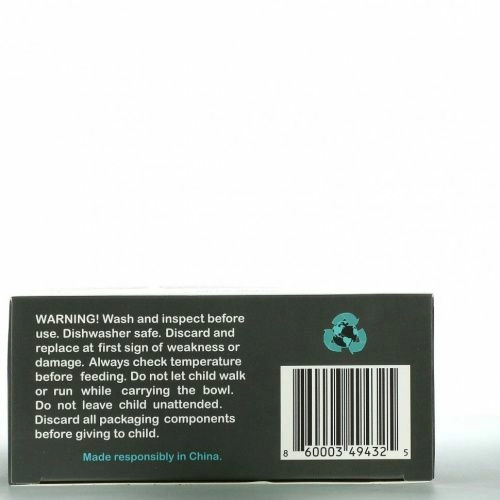 WARNING! Wash and inspect before
use. Dishwasher safe. Discard and
replace at first sign of weakness or
damage. Always check temperature
before feeding. Do not let child walk
or run while carrying the bowl.
Do not leave child unattended.
Discard all packaging components
before giving to child.
Made responsibly in China.
8 60003 49432 5